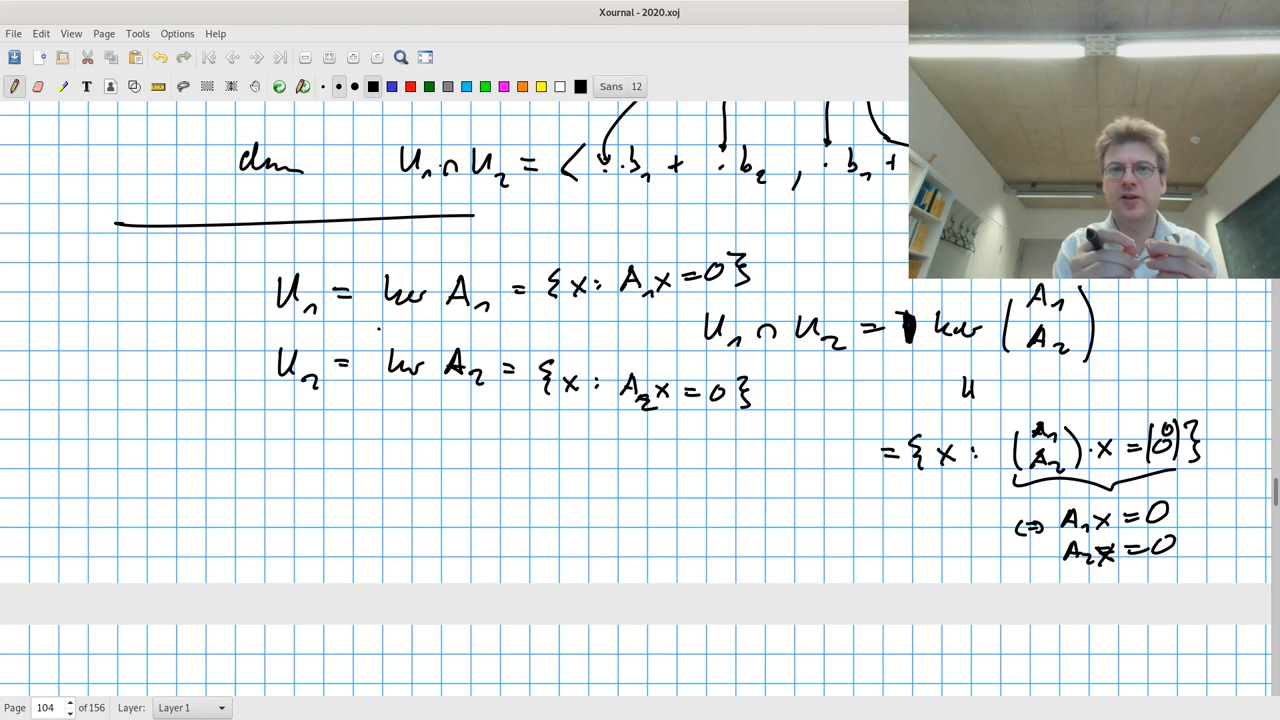 Xournal - 2020.xoj
File Edit View Page Tools Options Help
T
Sans 12
U₁ ∩ U₂ = < · b₁ + · b₂ , · b₁ +
U₁ = ker A₁ = {x : A₁x = 0}
U₁ ∩ U₂ = ker (A₁ A₂)
U₂ = ker A₂ = {x : A₂x = 0}
= {x : (A₁ A₂) · x = (0 0)}
⇔ A₁x = 0
A₂x = 0
Page 104 of 156 Layer: Layer 1